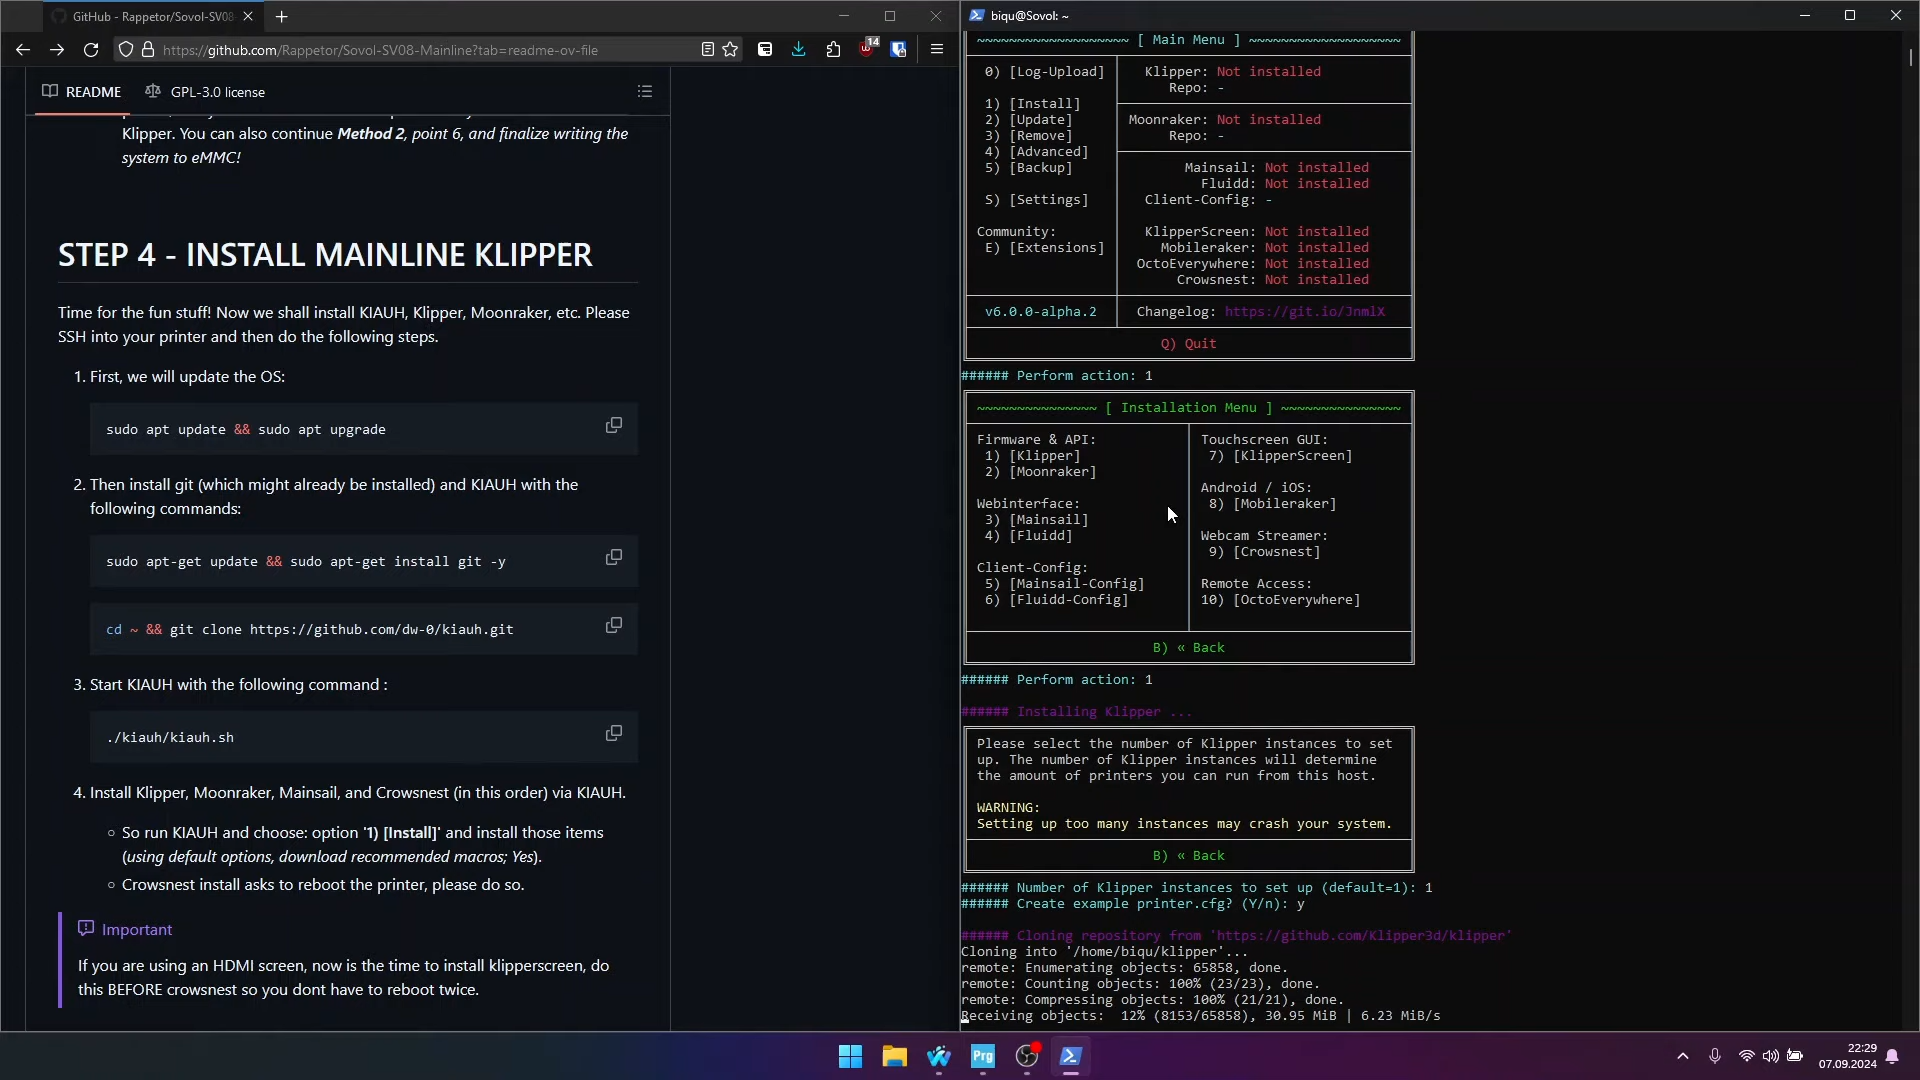 GitHub - Rappetor/Sovol-SV08
https://github.com/Rappetor/Sovol-SV08-Mainline?tab=readme-ov-file
14
README
GPL-3.0 license
Klipper. You can also continue Method 2, point 6, and finalize writing the
system to eMMC!
STEP 4 - INSTALL MAINLINE KLIPPER
Time for the fun stuff! Now we shall install KIAUH, Klipper, Moonraker, etc. Please
SSH into your printer and then do the following steps.
1. First, we will update the OS:
sudo apt update && sudo apt upgrade
2. Then install git (which might already be installed) and KIAUH with the
following commands:
sudo apt-get update && sudo apt-get install git -y
cd ~ && git clone https://github.com/dw-0/kiauh.git
3. Start KIAUH with the following command :
./kiauh/kiauh.sh
4. Install Klipper, Moonraker, Mainsail, and Crowsnest (in this order) via KIAUH.
○ So run KIAUH and choose: option '1) [Install]' and install those items
(using default options, download recommended macros; Yes).
○ Crowsnest install asks to reboot the printer, please do so.
Important
If you are using an HDMI screen, now is the time to install klipperscreen, do
this BEFORE crowsnest so you dont have to reboot twice.
biqu@Sovol: ~
~~~~~~~~~~~~~~~~~~~ [ Main Menu ] ~~~~~~~~~~~~~~~~~~~
0) [Log-Upload]
1) [Install]
2) [Update]
3) [Remove]
4) [Advanced]
5) [Backup]
S) [Settings]
Community:
E) [Extensions]
v6.0.0-alpha.2
Klipper: Not installed
Repo: -
Moonraker: Not installed
Repo: -
Mainsail: Not installed
Fluidd: Not installed
Client-Config: -
KlipperScreen: Not installed
Mobileraker: Not installed
OctoEverywhere: Not installed
Crowsnest: Not installed
Changelog: https://git.io/JnmlX
Q) Quit
###### Perform action: 1
~~~~~~~~~~~~~~~ [ Installation Menu ] ~~~~~~~~~~~~~~~
Firmware & API:
1) [Klipper]
2) [Moonraker]
Webinterface:
3) [Mainsail]
4) [Fluidd]
Client-Config:
5) [Mainsail-Config]
6) [Fluidd-Config]
Touchscreen GUI:
7) [KlipperScreen]
Android / iOS:
8) [Mobileraker]
Webcam Streamer:
9) [Crowsnest]
Remote Access:
10) [OctoEverywhere]
B) « Back
###### Perform action: 1
###### Installing Klipper ...
Please select the number of Klipper instances to set
up. The number of Klipper instances will determine
the amount of printers you can run from this host.
WARNING:
Setting up too many instances may crash your system.
B) « Back
###### Number of Klipper instances to set up (default=1): 1
###### Create example printer.cfg? (Y/n): y
###### Cloning repository from 'https://github.com/Klipper3d/klipper'
Cloning into '/home/biqu/klipper'...
remote: Enumerating objects: 65858, done.
remote: Counting objects: 100% (23/23), done.
remote: Compressing objects: 100% (21/21), done.
Receiving objects: 12% (8153/65858), 30.95 MiB | 6.23 MiB/s
Prg
22:29
07.09.2024